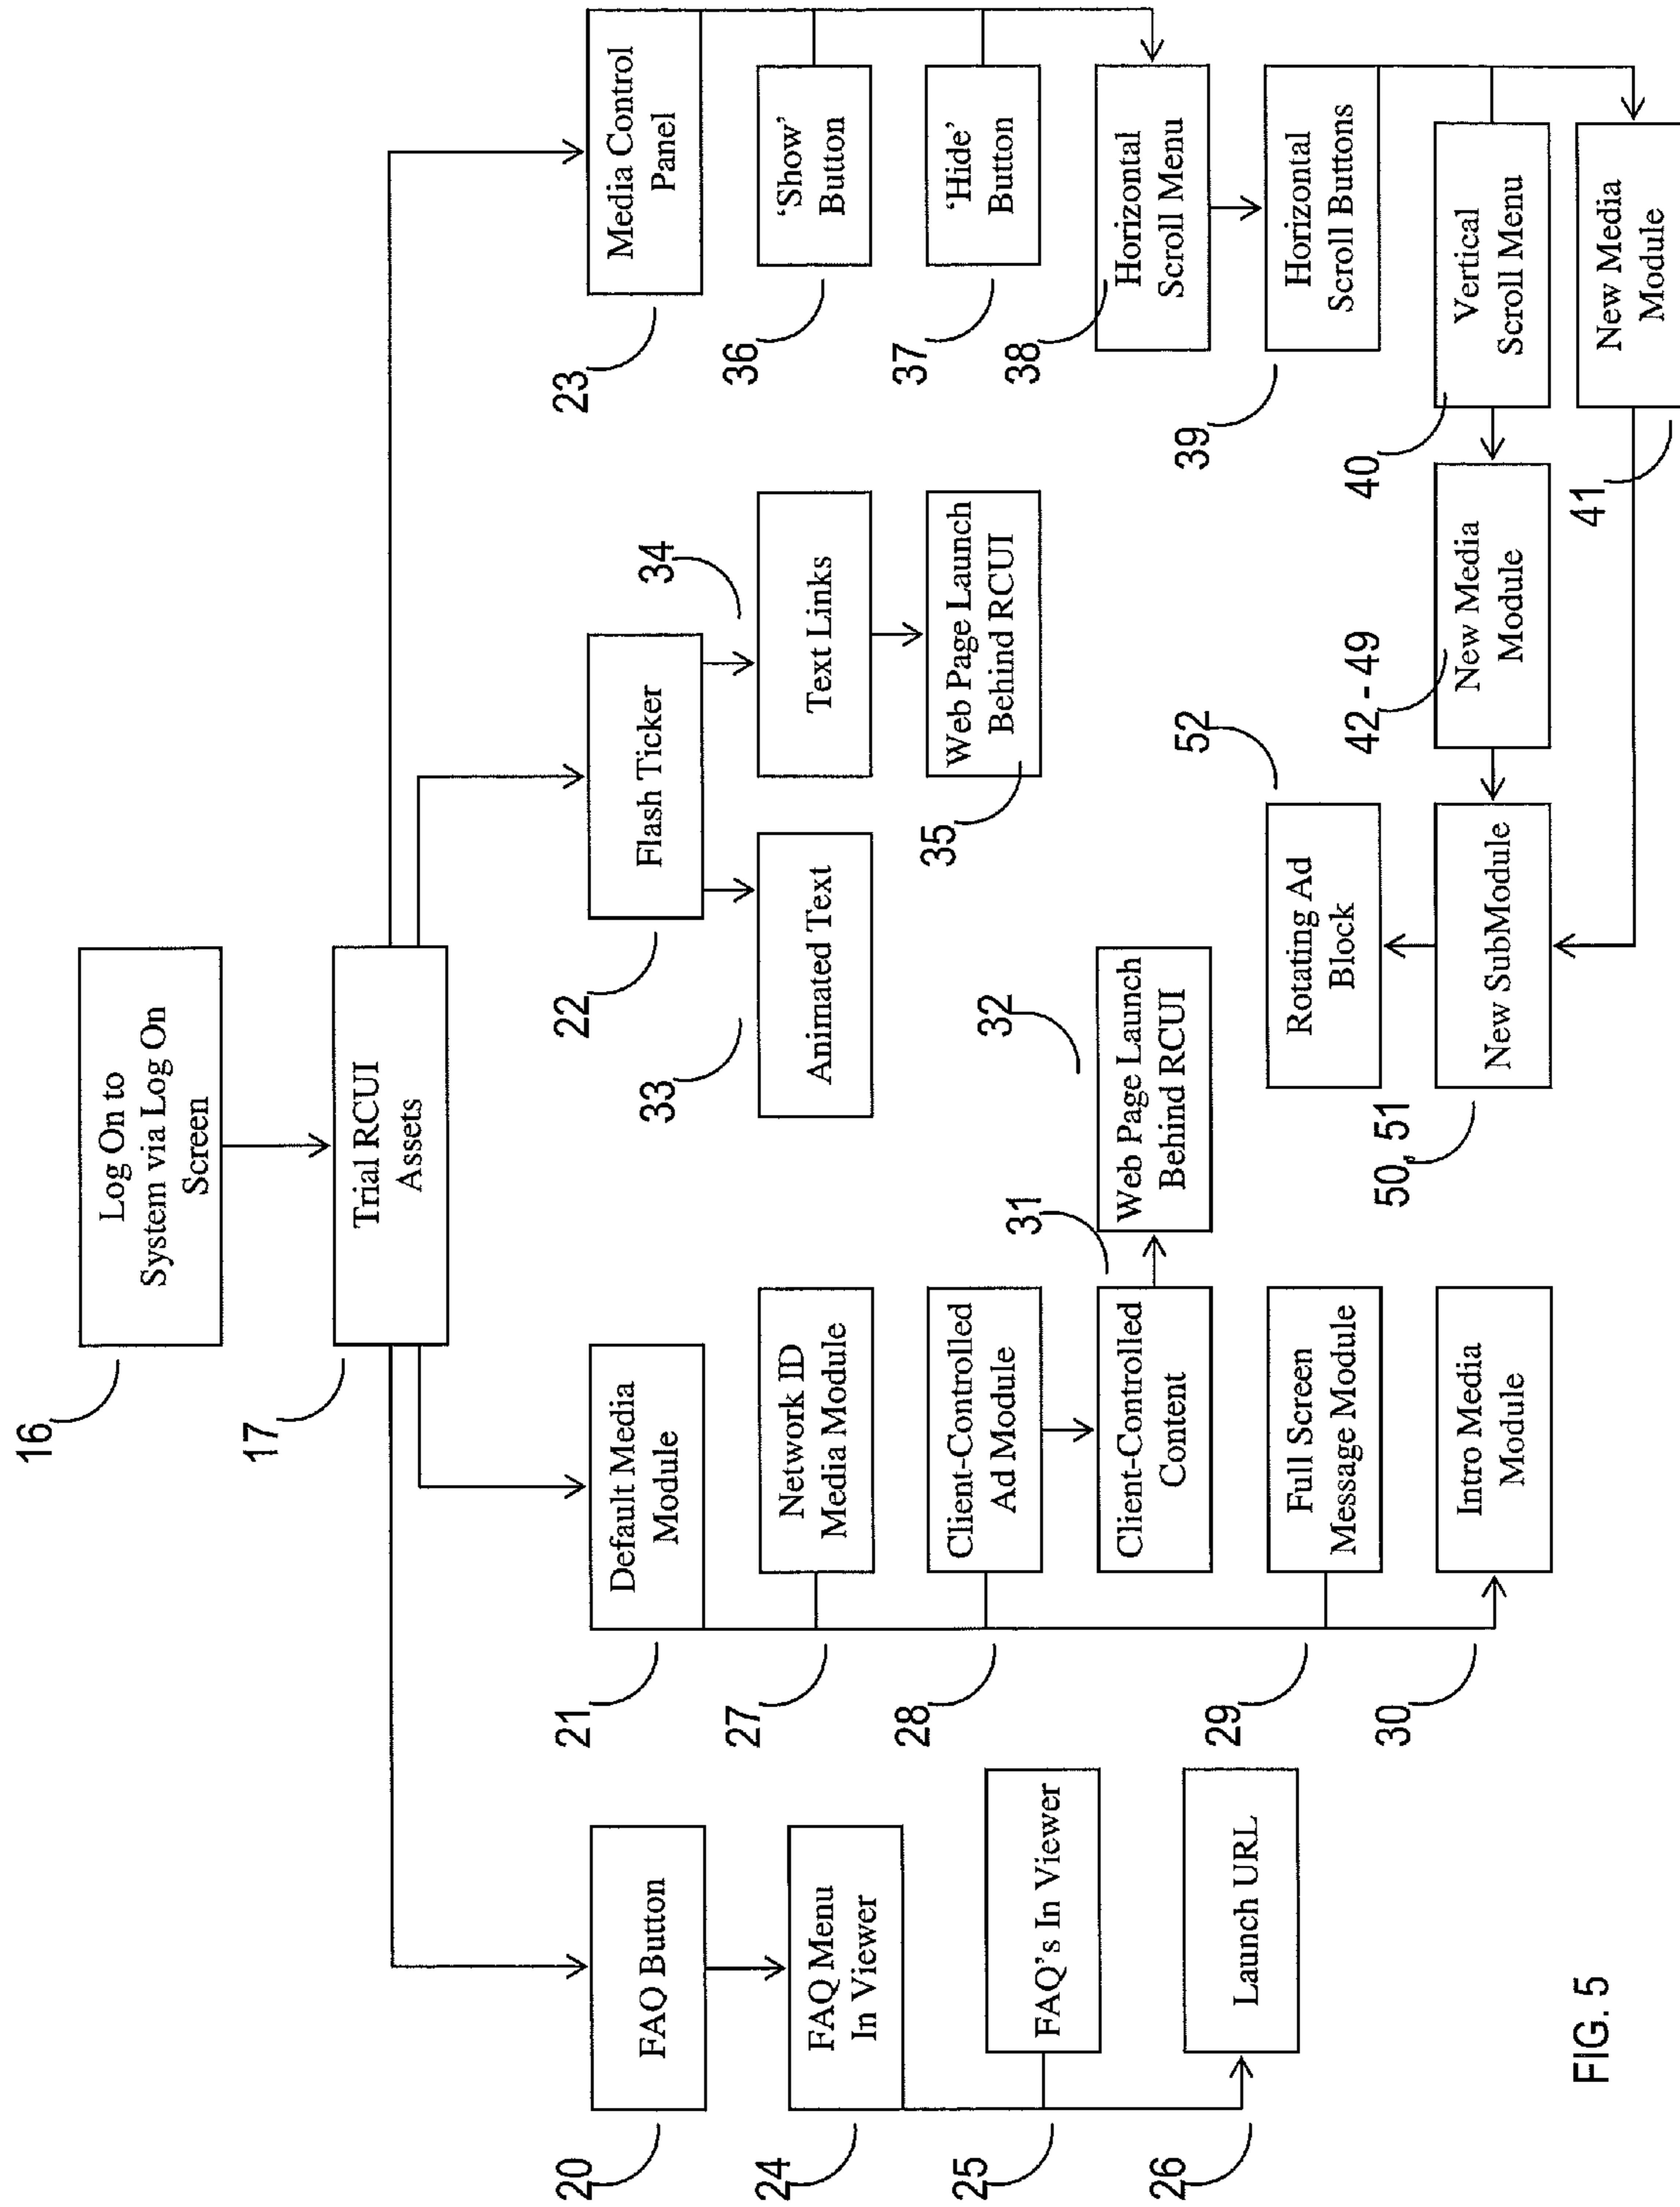 16
Log On to
System via Log On
Screen
17
Trial RCUI
Assets
20
FAQ Button
21
Default Media
Module
22
Flash Ticker
23
Media Control
Panel
24
FAQ Menu
In Viewer
27
Network ID
Media Module
33
Animated Text
34
Text Links
36
‘Show’
Button
25
FAQ’s In Viewer
28
Client-Controlled
Ad Module
35
Web Page Launch
Behind RCUI
37
‘Hide’
Button
26
Launch URL
31
Client-Controlled
Content
32
Web Page Launch
Behind RCUI
38
Horizontal
Scroll Menu
29
Full Screen
Message Module
52
Rotating Ad
Block
39
Horizontal
Scroll Buttons
30
Intro Media
Module
50, 51
New SubModule
42 - 49
New Media
Module
40
Vertical
Scroll Menu
41
New Media
Module
FIG. 5